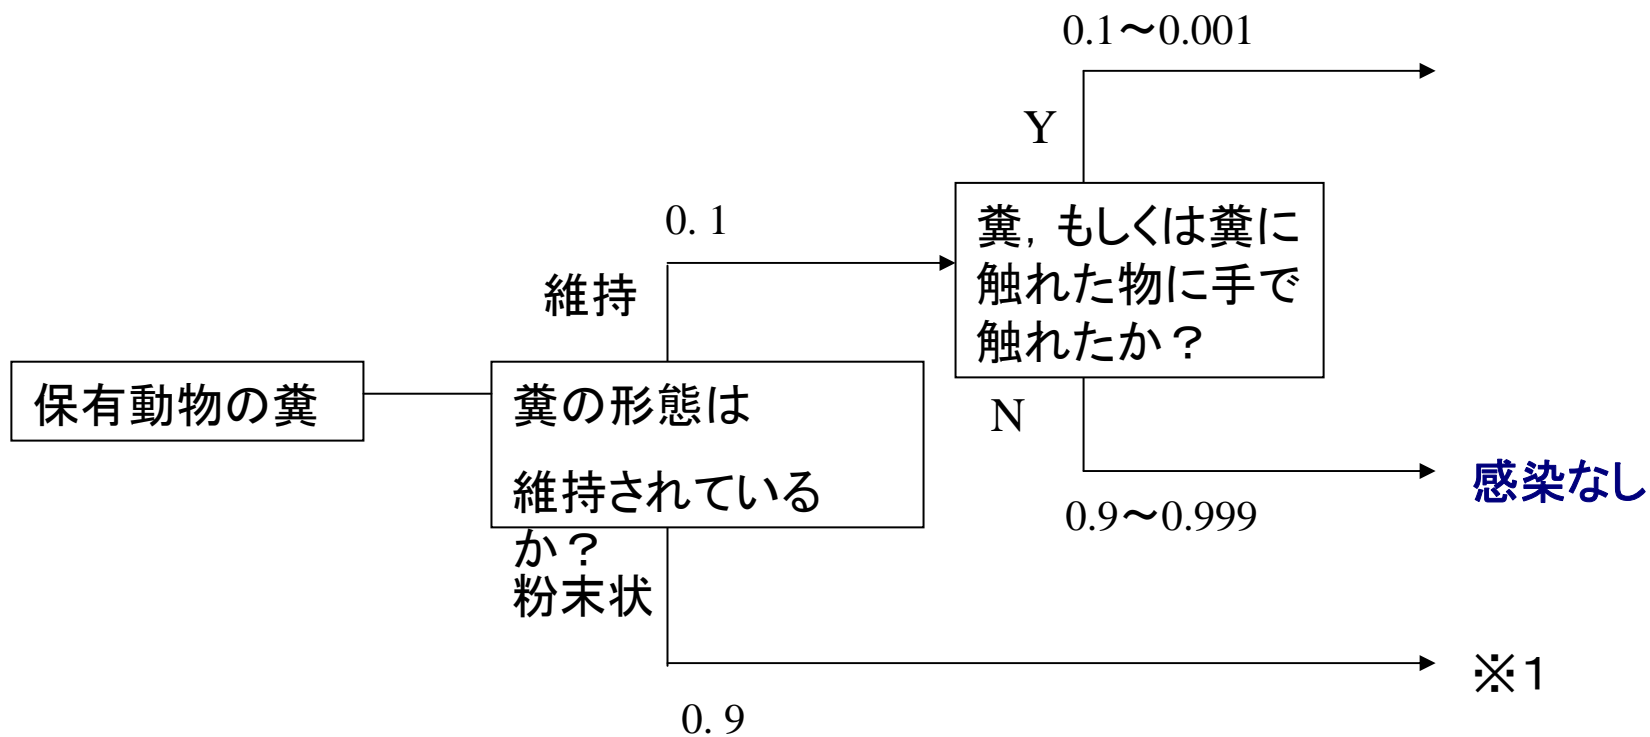 0.1～0.001
Y
0. 1
糞，もしくは糞に
触れた物に手で
触れたか？
維持
保有動物の糞
糞の形態は
維持されている
か？
N
感染なし
0.9～0.999
粉末状
※1
0. 9